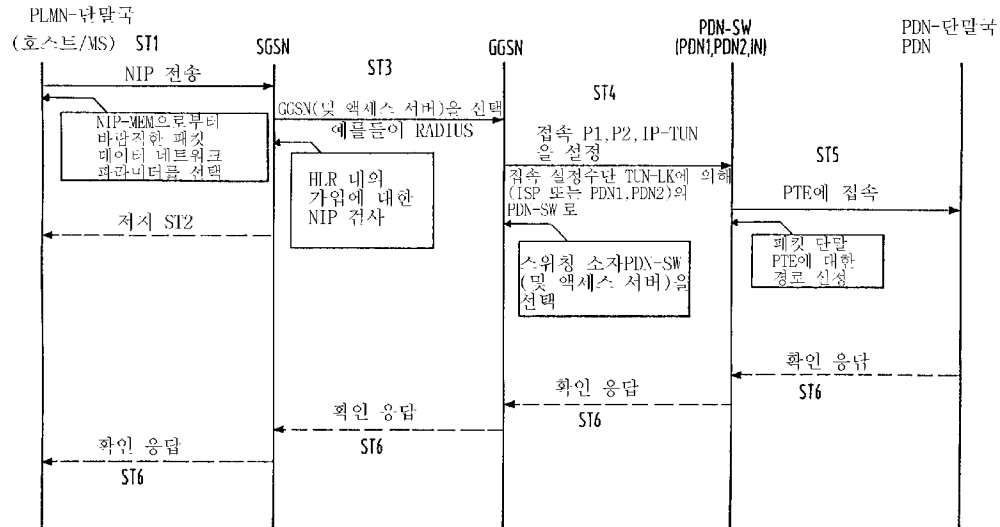 PLMN-단말국
(호스트/MS)
ST1
SGSN
GGSN
PDN-SW
(PDN1,PDN2,IN)
PDN-단말국
PDN
NIP 전송
NIP-MEM으로부터
바람직한 패킷
데이터 네트워크
파라미터를 선택
저지 ST2
ST3
GGSN(및 액세스 서버)을 선택
예를들어 RADIUS
HLR 내의
가입에 대한
NIP 검사
ST4
접속 P1,P2,IP-TUN
을 설정
접속 설정수단 TUN-LK에 의해
(ISP 또는 PDN1,PDN2)의
PDN-SW로
스위칭 소자PDN-SW
(및 액세스 서버)을
선택
ST5
PTE에 접속
패킷 단말
PTE에 대한
경로 설정
확인 응답
ST6
확인 응답
ST6
확인 응답
ST6
확인 응답
ST6